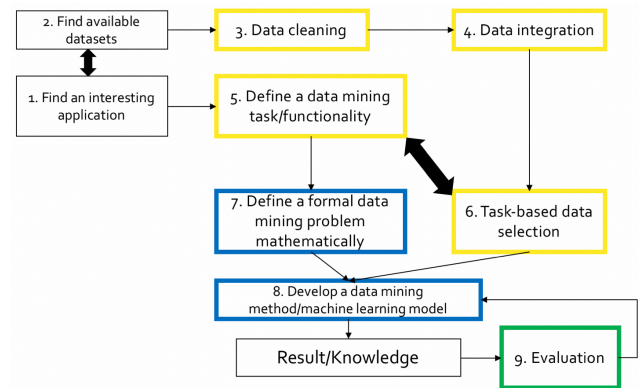 2. Find available
datasets
3. Data cleaning
4. Data integration
1. Find an interesting
application
5. Define a data mining
task/functionality
7. Define a formal data
mining problem
mathematically
6. Task-based data
selection
8. Develop a data mining
method/machine learning model
Result/Knowledge
9. Evaluation